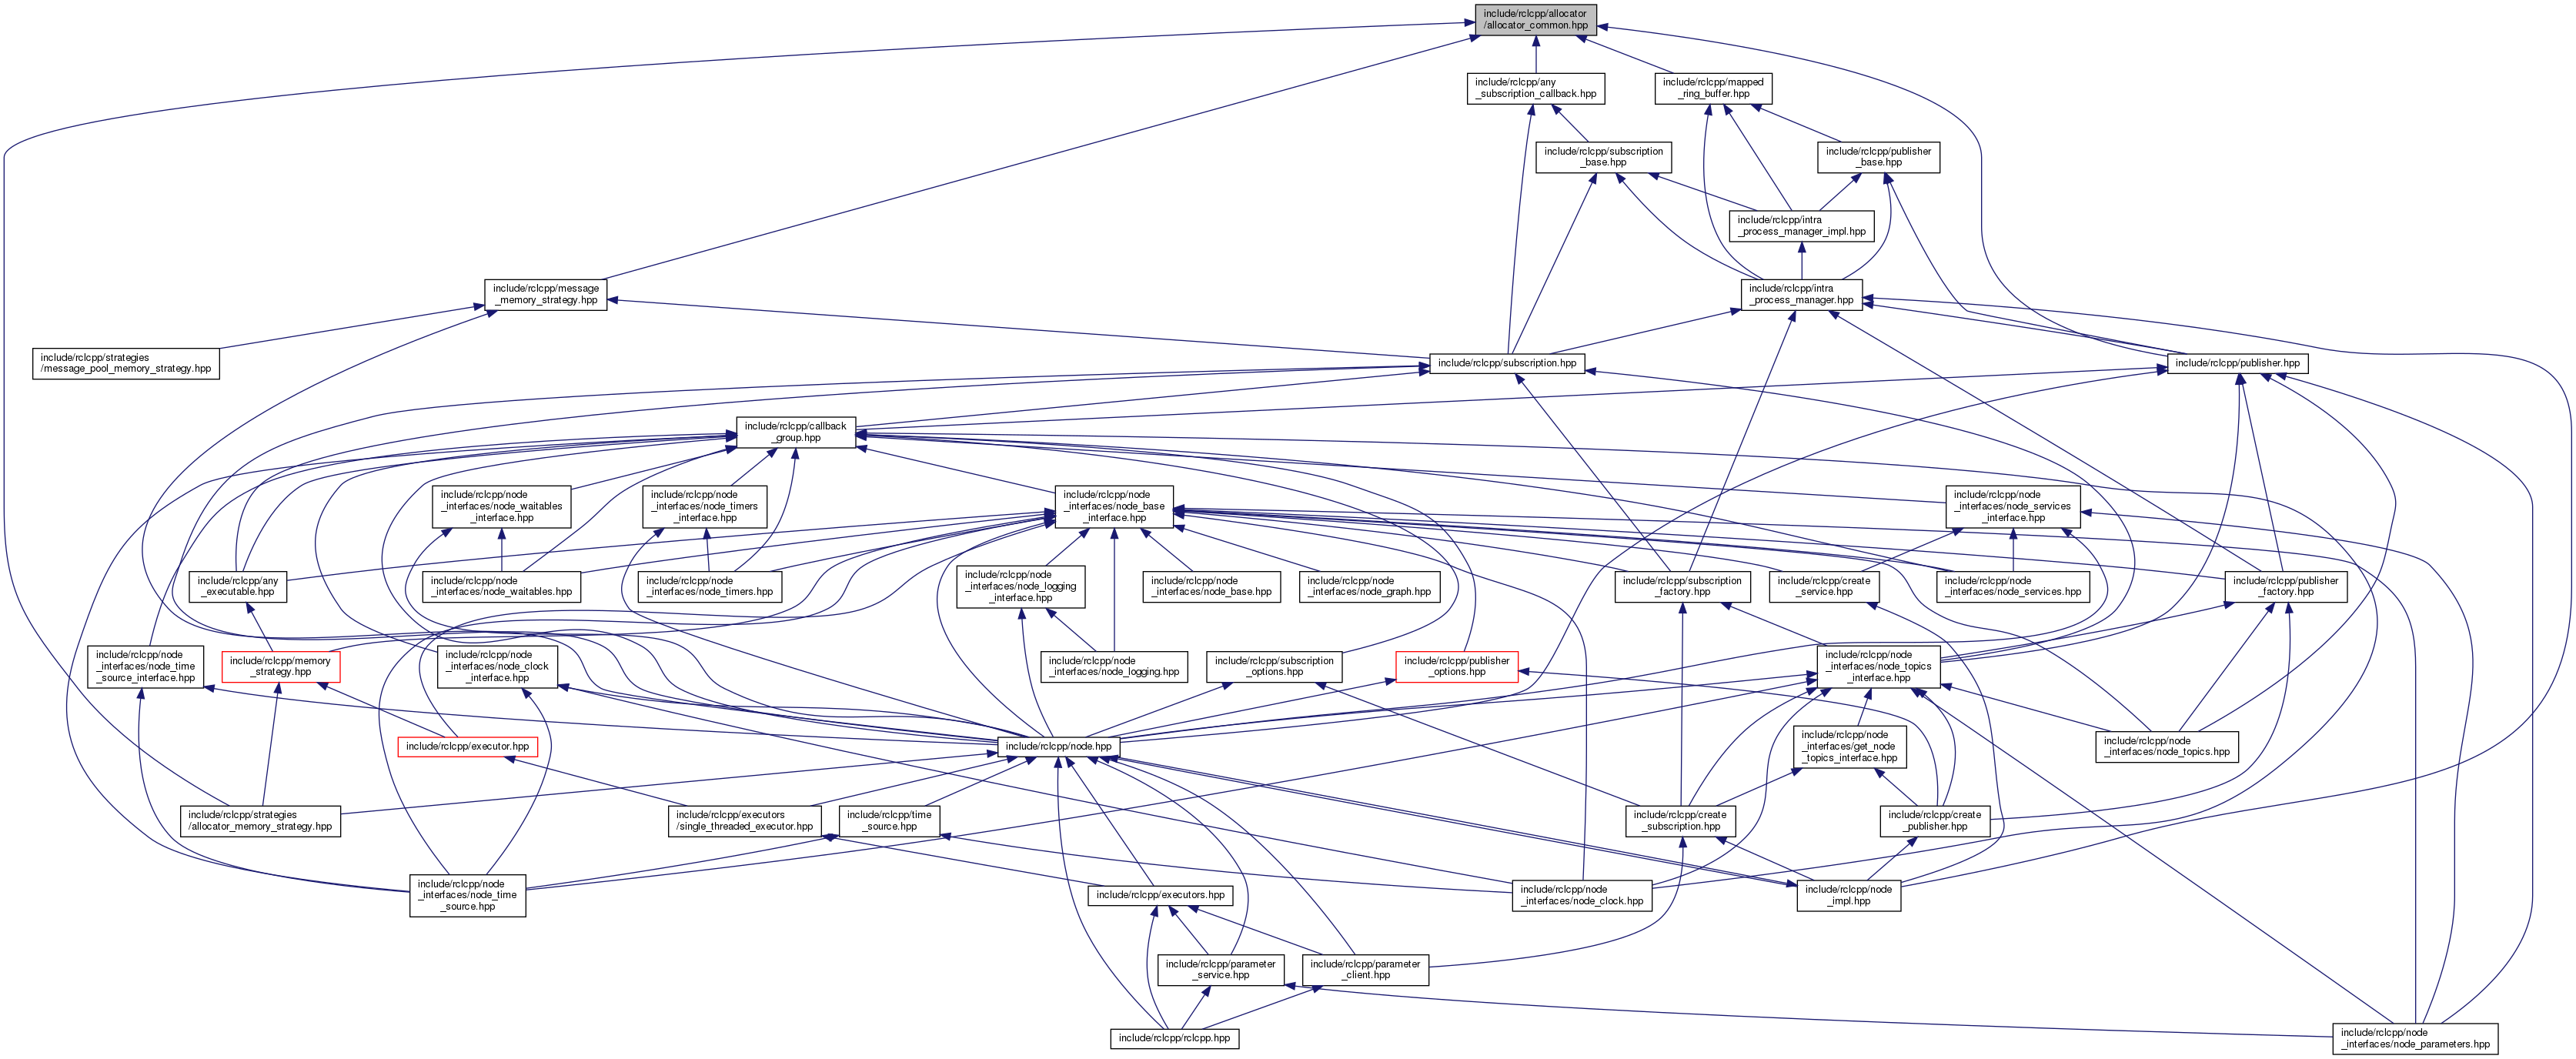 include/rclcpp/allocator
/allocator_common.hpp
include/rclcpp/any
_subscription_callback.hpp
include/rclcpp/mapped
_ring_buffer.hpp
include/rclcpp/subscription
_base.hpp
include/rclcpp/publisher
_base.hpp
include/rclcpp/intra
_process_manager_impl.hpp
include/rclcpp/message
_memory_strategy.hpp
include/rclcpp/intra
_process_manager.hpp
include/rclcpp/strategies
/message_pool_memory_strategy.hpp
include/rclcpp/subscription.hpp
include/rclcpp/publisher.hpp
include/rclcpp/callback
_group.hpp
include/rclcpp/node
_interfaces/node_waitables
_interface.hpp
include/rclcpp/node
_interfaces/node_timers
_interface.hpp
include/rclcpp/node
_interfaces/node_base
_interface.hpp
include/rclcpp/node
_interfaces/node_services
_interface.hpp
include/rclcpp/any
_executable.hpp
include/rclcpp/node
_interfaces/node_waitables.hpp
include/rclcpp/node
_interfaces/node_timers.hpp
include/rclcpp/node
_interfaces/node_logging
_interface.hpp
include/rclcpp/node
_interfaces/node_base.hpp
include/rclcpp/node
_interfaces/node_graph.hpp
include/rclcpp/subscription
_factory.hpp
include/rclcpp/create
_service.hpp
include/rclcpp/node
_interfaces/node_services.hpp
include/rclcpp/publisher
_factory.hpp
include/rclcpp/node
_interfaces/node_time
_source_interface.hpp
include/rclcpp/memory
_strategy.hpp
include/rclcpp/node
_interfaces/node_clock
_interface.hpp
include/rclcpp/node
_interfaces/node_logging.hpp
include/rclcpp/subscription
_options.hpp
include/rclcpp/publisher
_options.hpp
include/rclcpp/node
_interfaces/node_topics
_interface.hpp
include/rclcpp/executor.hpp
include/rclcpp/node.hpp
include/rclcpp/node
_interfaces/get_node
_topics_interface.hpp
include/rclcpp/node
_interfaces/node_topics.hpp
include/rclcpp/strategies
/allocator_memory_strategy.hpp
include/rclcpp/executors
/single_threaded_executor.hpp
include/rclcpp/time
_source.hpp
include/rclcpp/create
_subscription.hpp
include/rclcpp/create
_publisher.hpp
include/rclcpp/node
_interfaces/node_time
_source.hpp
include/rclcpp/executors.hpp
include/rclcpp/node
_interfaces/node_clock.hpp
include/rclcpp/node
_impl.hpp
include/rclcpp/parameter
_service.hpp
include/rclcpp/parameter
_client.hpp
include/rclcpp/rclcpp.hpp
include/rclcpp/node
_interfaces/node_parameters.hpp